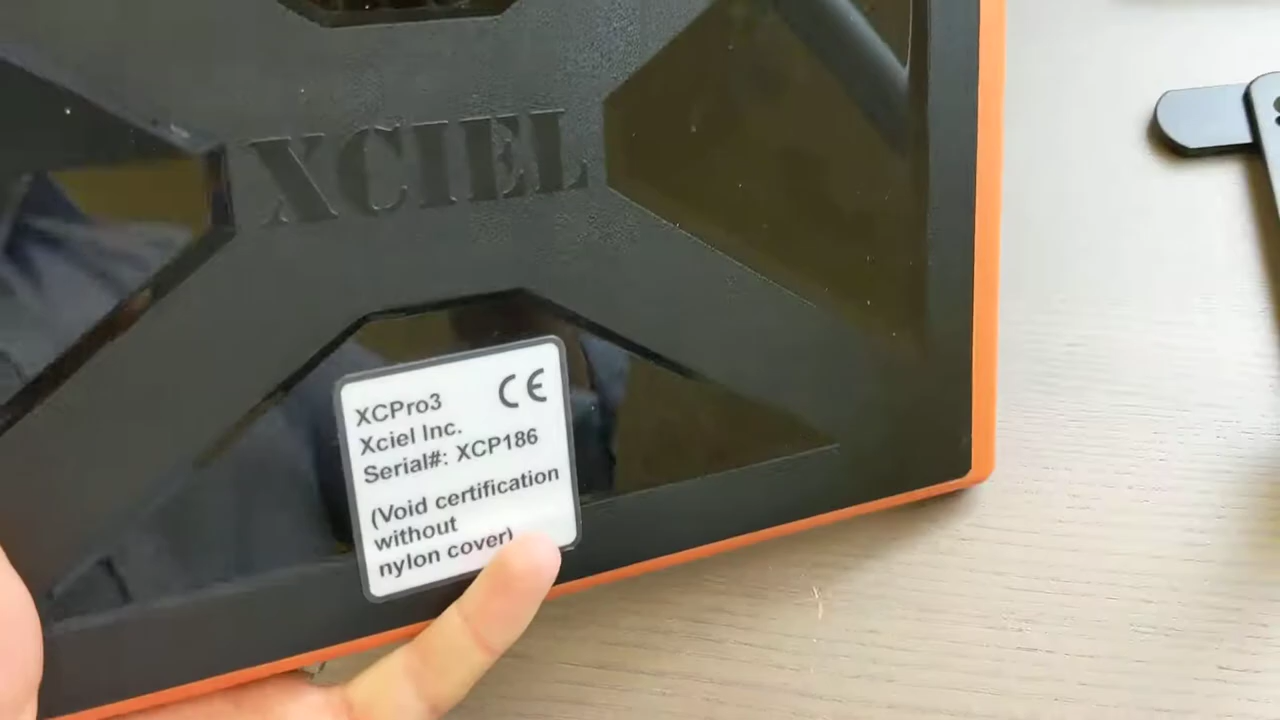 XCIEL
XCPro3
CE
Xciel Inc.
Serial#: XCP186
(Void certification
without
nylon cover)